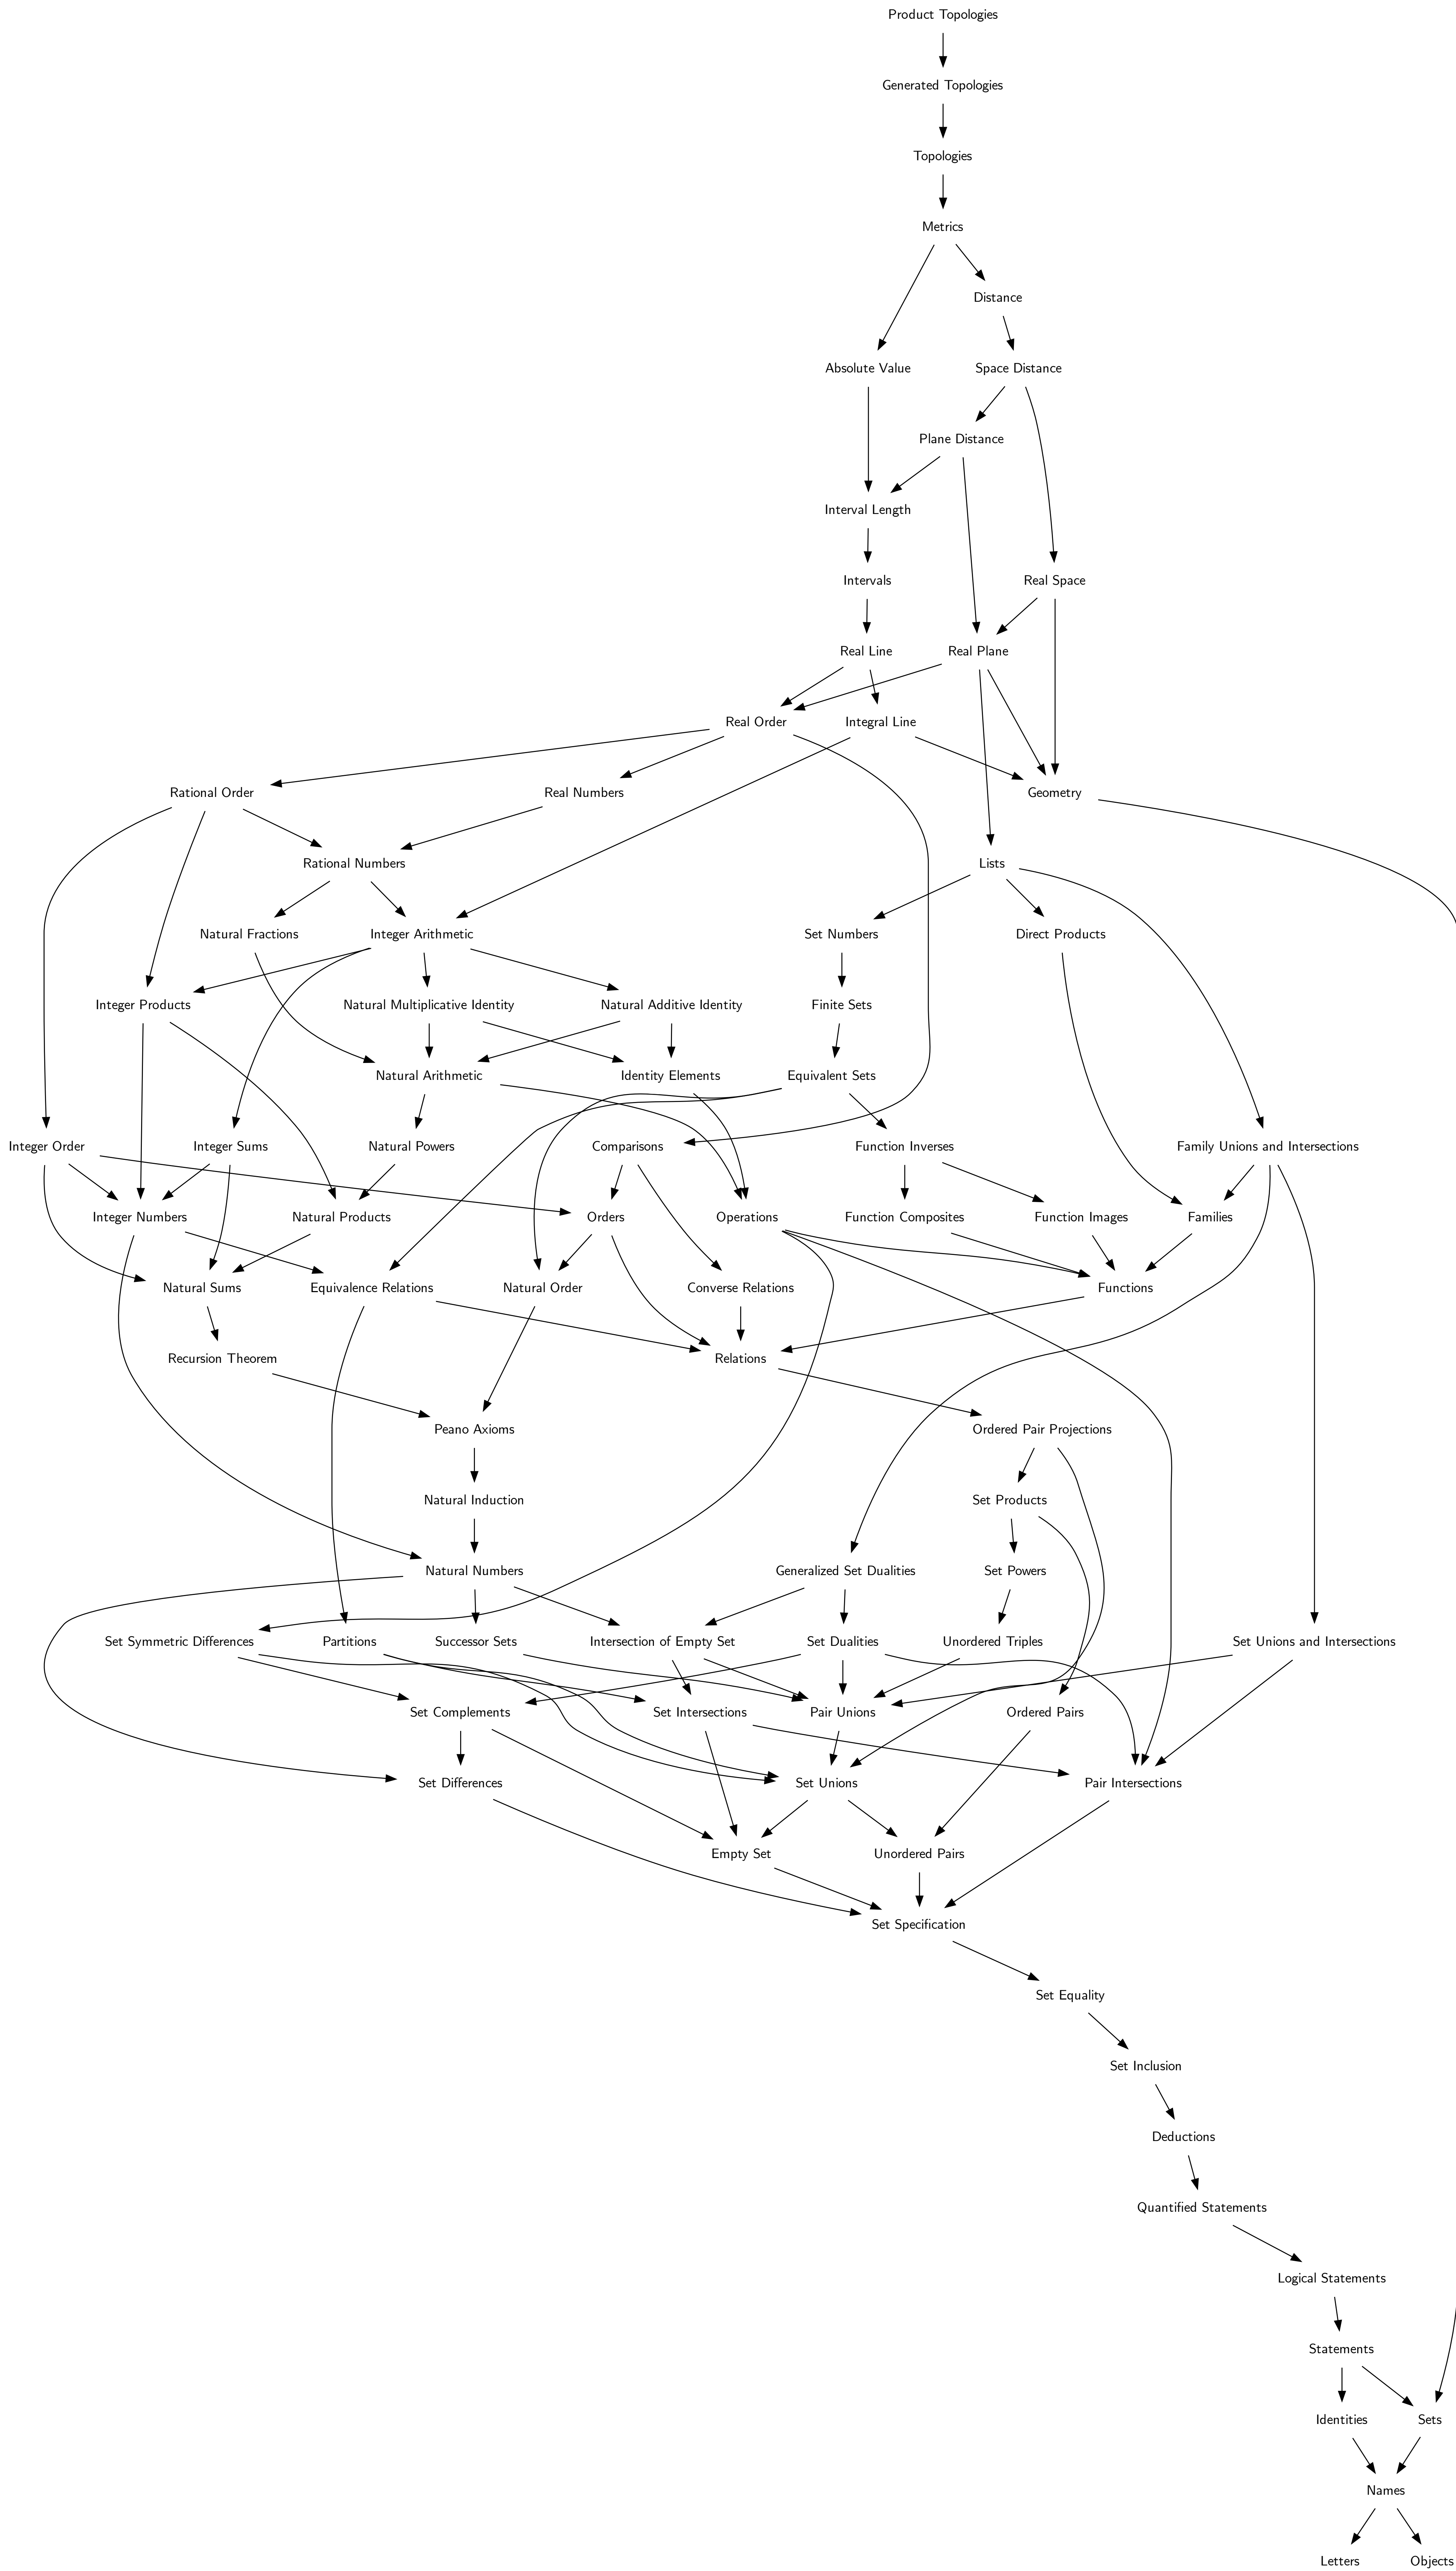 Product Topologies
Generated Topologies
Topologies
Metrics
Distance
Absolute Value
Space Distance
Plane Distance
Interval Length
Intervals
Real Space
Real Line
Real Plane
Real Order
Integral Line
Rational Order
Real Numbers
Geometry
Rational Numbers
Lists
Natural Fractions
Integer Arithmetic
Set Numbers
Direct Products
Integer Products
Natural Multiplicative Identity
Natural Additive Identity
Finite Sets
Natural Arithmetic
Identity Elements
Equivalent Sets
Integer Order
Integer Sums
Natural Powers
Comparisons
Function Inverses
Family Unions and Intersections
Integer Numbers
Natural Products
Orders
Operations
Function Composites
Function Images
Families
Natural Sums
Equivalence Relations
Natural Order
Converse Relations
Functions
Recursion Theorem
Relations
Peano Axioms
Ordered Pair Projections
Natural Induction
Set Products
Natural Numbers
Generalized Set Dualities
Set Powers
Set Symmetric Differences
Partitions
Successor Sets
Intersection of Empty Set
Set Dualities
Unordered Triples
Set Unions and Intersections
Set Complements
Set Intersections
Pair Unions
Ordered Pairs
Set Differences
Set Unions
Pair Intersections
Empty Set
Unordered Pairs
Set Specification
Set Equality
Set Inclusion
Deductions
Quantified Statements
Logical Statements
Statements
Identities
Sets
Names
Letters
Objects